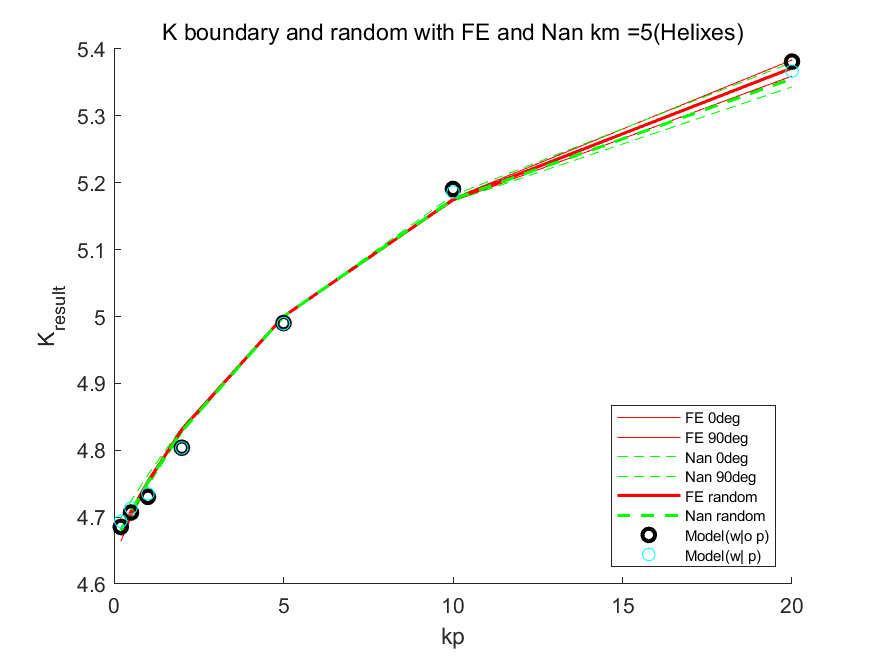 K boundary and random with FE and Nan km =5(Helixes)
5.4
5.3
5.2
5.1
5
4.9
4.8
4.7
4.6
K_result
0
5
10
15
20
kp
FE 0deg
FE 90deg
Nan 0deg
Nan 90deg
FE random
Nan random
Model(w|o p)
Model(w| p)